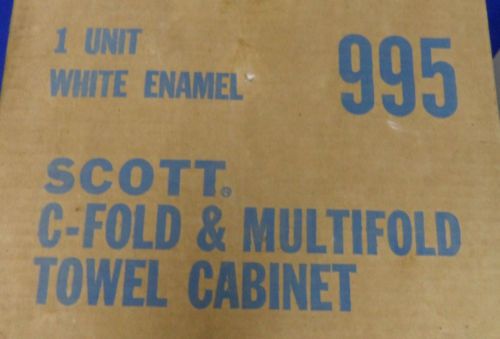 1 UNIT
WHITE ENAMEL
995
SCOTT®
C-FOLD & MULTIFOLD
TOWEL CABINET